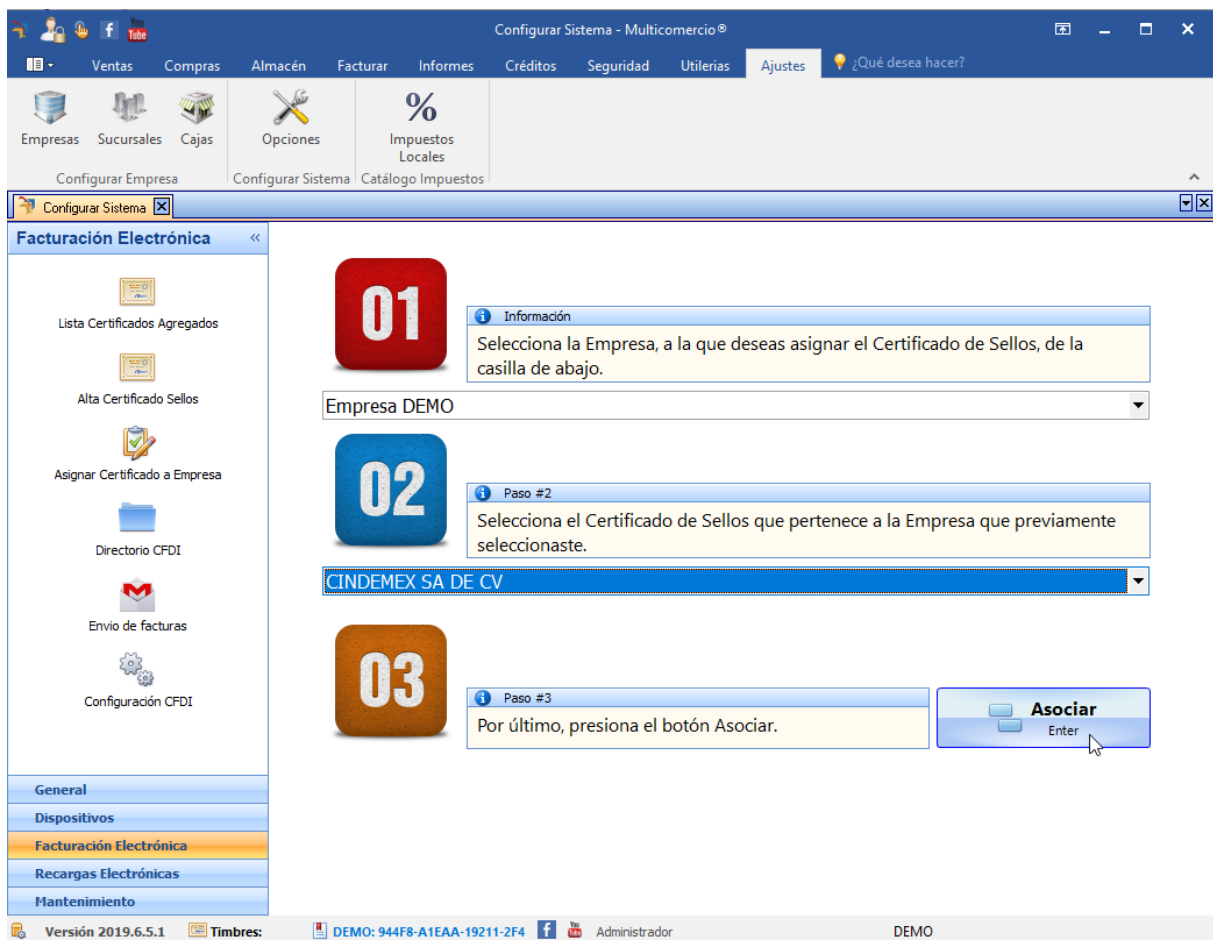 You
Tube
Configurar Sistema - Multicomercio®
Ventas Compras Almacén Facturar Informes Créditos Seguridad Utilerias Ajustes ¿Qué desea hacer?
Empresas Sucursales Cajas Opciones Impuestos
Locales
Configurar Empresa Configurar Sistema Catálogo Impuestos
Configurar Sistema
Facturación Electrónica «
Lista Certificados Agregados
Alta Certificado Sellos
Asignar Certificado a Empresa
Directorio CFDI
Envio de facturas
Configuración CFDI
General
Dispositivos
Facturación Electrónica
Recargas Electrónicas
Mantenimiento
01
Información
Selecciona la Empresa, a la que deseas asignar el Certificado de Sellos, de la
casilla de abajo.
Empresa DEMO
02
Paso #2
Selecciona el Certificado de Sellos que pertenece a la Empresa que previamente
seleccionaste.
CINDEMEX SA DE CV
03
Paso #3
Por último, presiona el botón Asociar.
Asociar
Enter
Versión 2019.6.5.1 Timbres: DEMO: 944F8-A1EAA-19211-2F4 Administrador DEMO